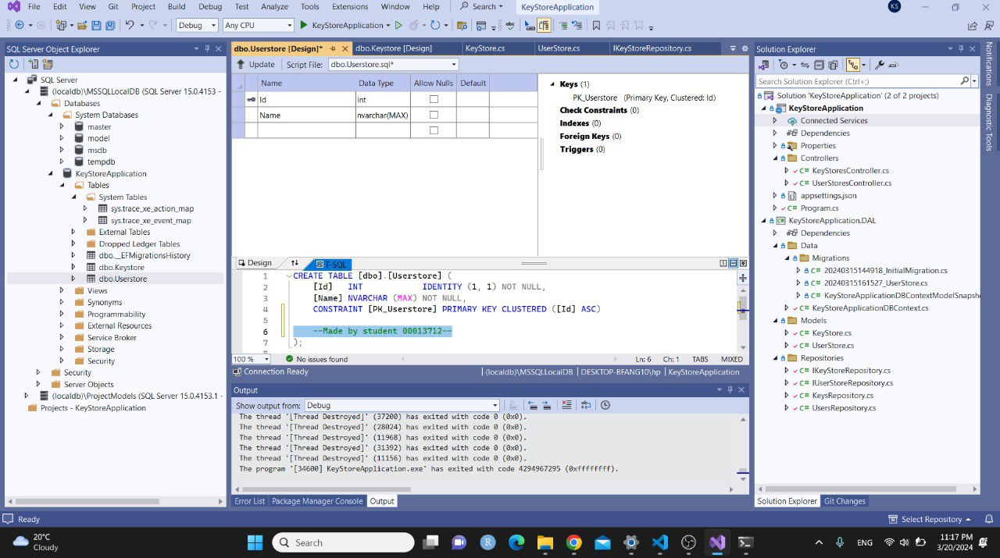 File Edit View Git Project Build Debug Test Analyze Tools Extensions Window Help Search KeyStoreApplication KS
Debug Any CPU KeyStoreApplication
SQL Server Object Explorer
SQL Server
(localdb)\MSSQLLocalDB (SQL Server 15.0.4153 -
Databases
System Databases
master
model
msdb
tempdb
KeyStoreApplication
Tables
System Tables
sys.trace_xe_action_map
sys.trace_xe_event_map
External Tables
Dropped Ledger Tables
dbo.__EFMigrationsHistory
dbo.Keystore
dbo.Userstore
Views
Synonyms
Programmability
External Resources
Service Broker
Storage
Security
Security
Server Objects
(localdb)\ProjectModels (SQL Server 15.0.4153.1 -
Projects - KeyStoreApplication
dbo.Userstore [Design]* dbo.Keystore [Design] KeyStore.cs UserStore.cs IKeyStoreRepository.cs
Update Script File: dbo.Userstore.sql*
Name Data Type Allow Nulls Default
Id int
Name nvarchar(MAX)
Keys (1)
PK_Userstore (Primary Key, Clustered: Id)
Check Constraints (0)
Indexes (0)
Foreign Keys (0)
Triggers (0)
Design T-SQL
1 CREATE TABLE [dbo].[Userstore] (
2 [Id] INT IDENTITY (1, 1) NOT NULL,
3 [Name] NVARCHAR (MAX) NOT NULL,
4 CONSTRAINT [PK_Userstore] PRIMARY KEY CLUSTERED ([Id] ASC)
5
6 --Made by student 00013712--
7 );
100 % No issues found Ln: 6 Ch: 1 TABS MIXED
Connection Ready (localdb)\MSSQLLocalDB DESKTOP-BFANG10\hp KeyStoreApplication
Output
Show output from: Debug
The thread '[Thread Destroyed]' (37200) has exited with code 0 (0x0).
The thread '[Thread Destroyed]' (28024) has exited with code 0 (0x0).
The thread '[Thread Destroyed]' (11968) has exited with code 0 (0x0).
The thread '[Thread Destroyed]' (31392) has exited with code 0 (0x0).
The thread '[Thread Destroyed]' (11156) has exited with code 0 (0x0).
The program '[34600] KeyStoreApplication.exe' has exited with code 4294967295 (0xffffffff).
Error List Package Manager Console Output
Solution Explorer
Search Solution Explorer (Ctrl+;)
Solution 'KeyStoreApplication' (2 of 2 projects)
KeyStoreApplication
Connected Services
Dependencies
Properties
Controllers
C# KeyStoresController.cs
C# UserStoresController.cs
appsettings.json
C# Program.cs
C# KeyStoreApplication.DAL
Dependencies
Data
Migrations
C# 20240315144918_InitialMigration.cs
C# 20240315161527_UserStore.cs
C# KeyStoreApplicationDBContextModelSnapsh
C# KeyStoreApplicationDBContext.cs
Models
C# KeyStore.cs
C# UserStore.cs
Repositories
C# IKeyStoreRepository.cs
C# IUserStoreRepository.cs
C# KeysRepository.cs
C# UsersRepository.cs
Solution Explorer Git Changes
Notifications
Diagnostic Tools
Ready Select Repository
20°C
Cloudy
Search
ENG
11:17 PM
3/20/2024